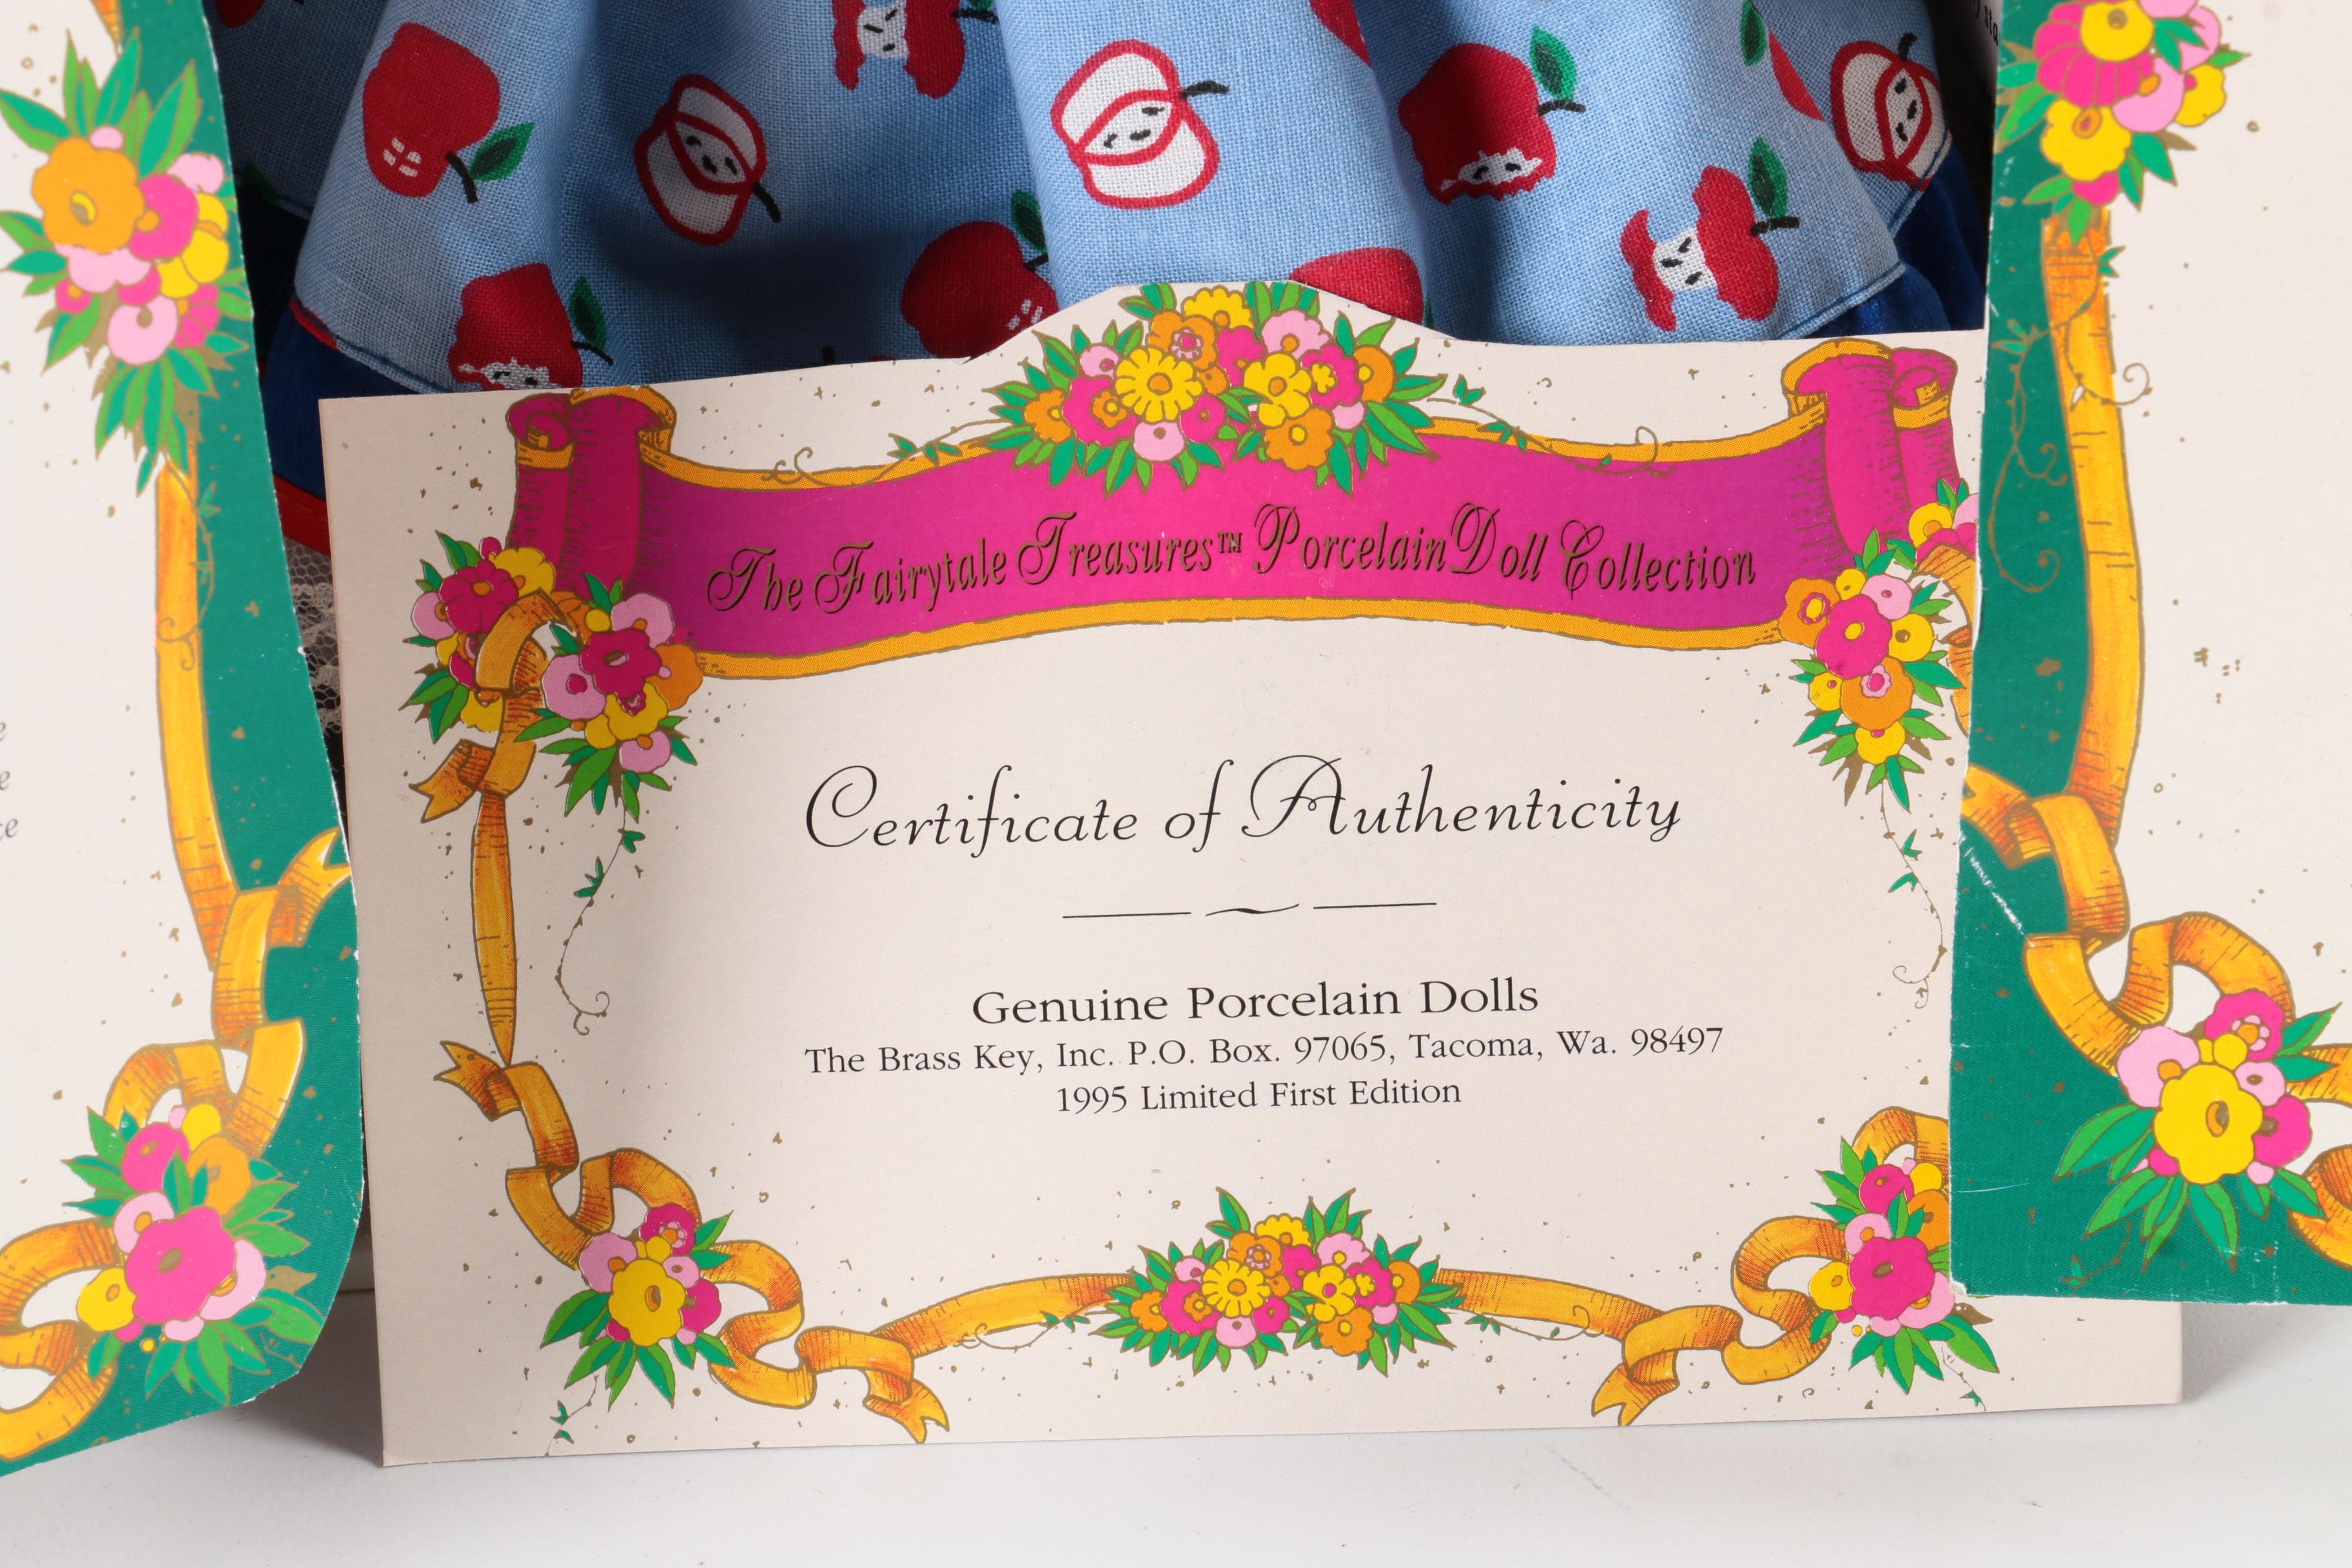 The Fairytale Treasures™ Porcelain Doll Collection
Certificate of Authenticity
Genuine Porcelain Dolls
The Brass Key, Inc. P.O. Box. 97065, Tacoma, Wa. 98497
1995 Limited First Edition